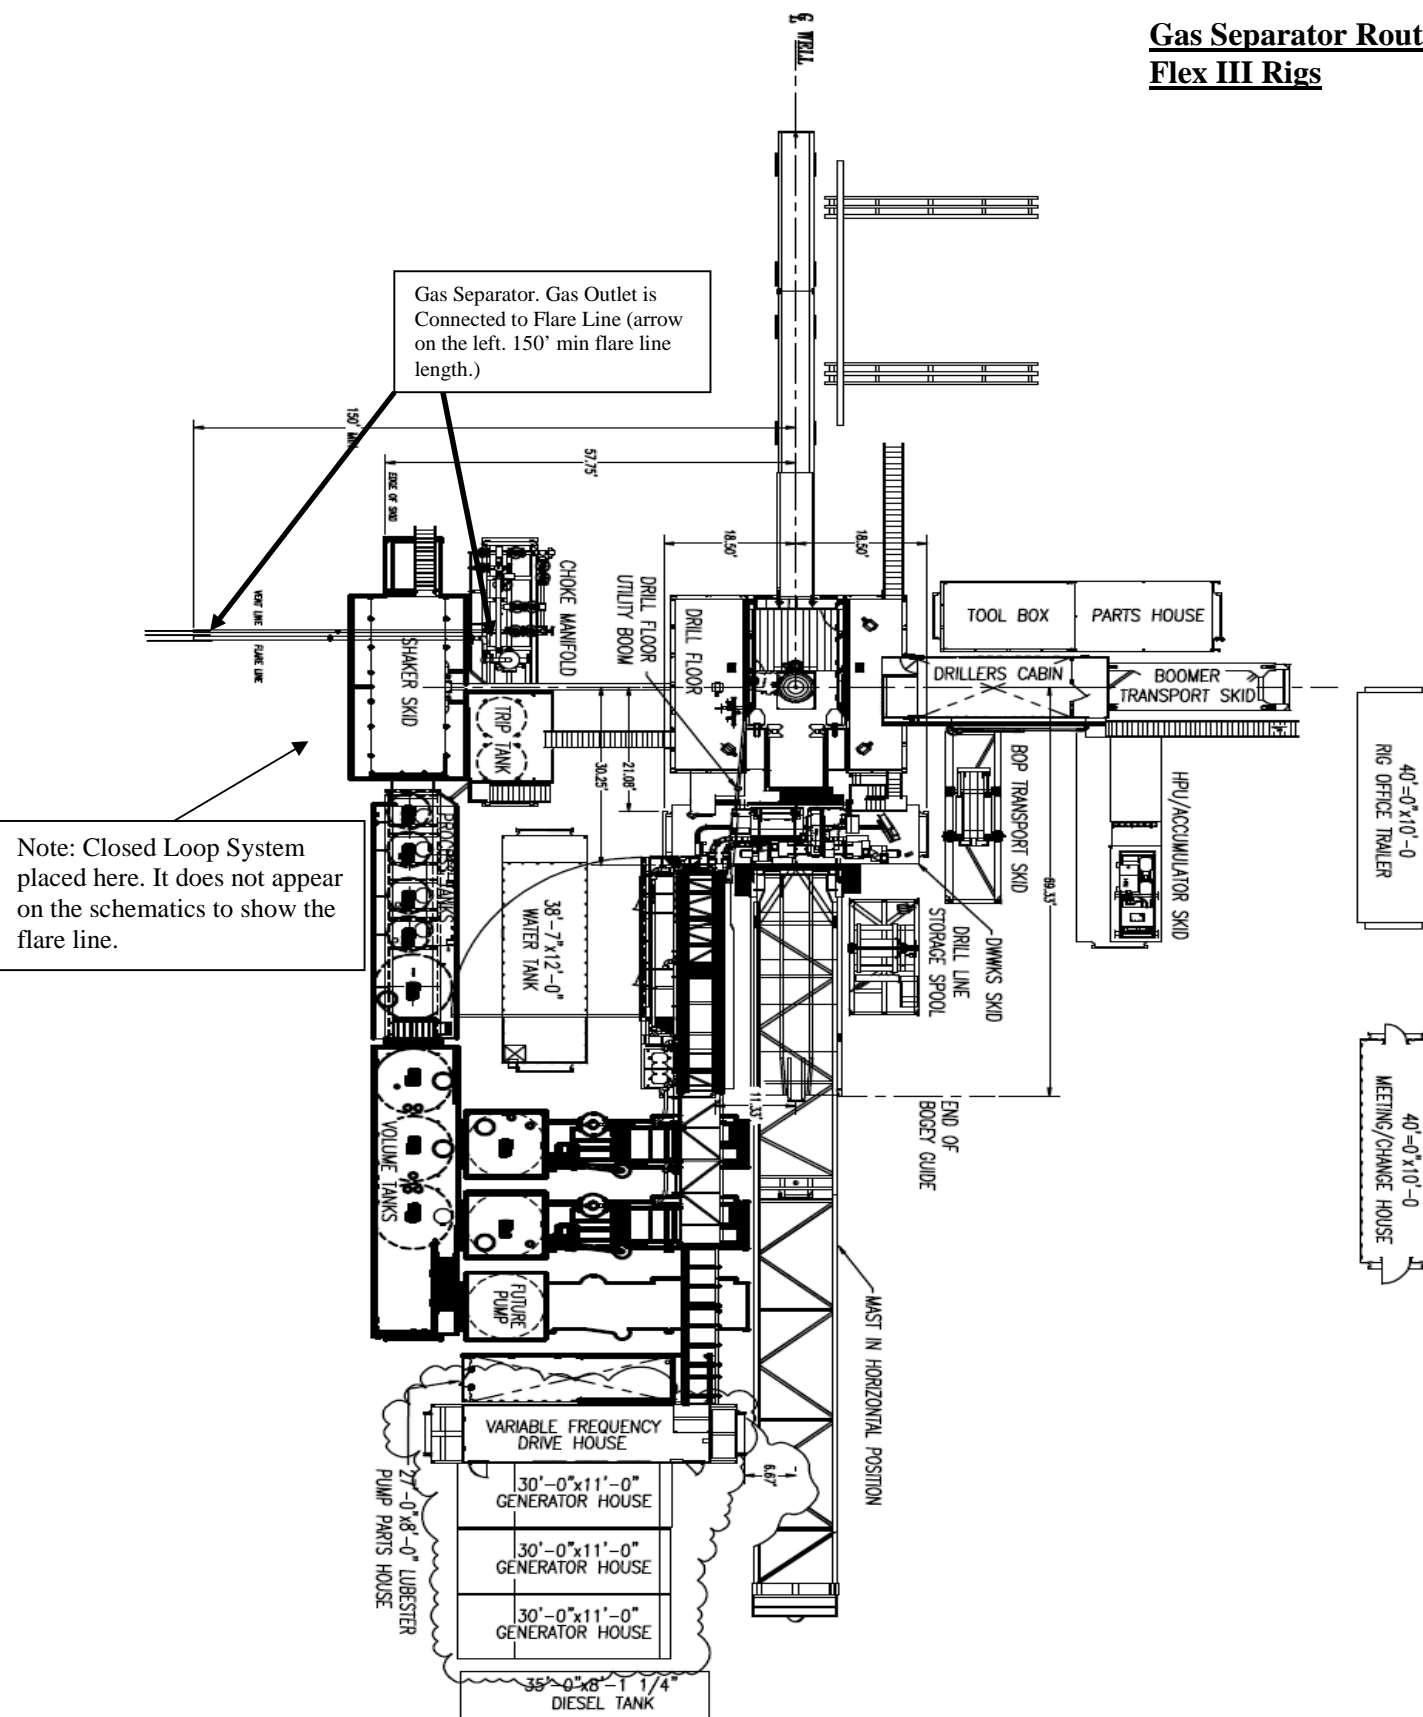 Gas Separator Rout
Flex III Rigs
℄ WELL
Gas Separator. Gas Outlet is
Connected to Flare Line (arrow
on the left. 150’ min flare line
length.)
150'
57.75'
EDGE OF SKID
18.50'
18.50'
CHOKE MANIFOLD
DRILL FLOOR
UTILITY BOOM
DRILL FLOOR
TOOL BOX
PARTS HOUSE
VENT LINE
FLARE LINE
SHAKER SKID
DRILLERS CABIN
BOOMER
TRANSPORT SKID
TRIP TANK
30.25'
21.08'
BOP TRANSPORT SKID
HPU/ACCUMULATOR SKID
40'=0"x10'-0
RIG OFFICE TRAILER
Note: Closed Loop System
placed here. It does not appear
on the schematics to show the
flare line.
PROCESS TANKS
38'-7"x12'-0"
WATER TANK
69.33'
DRILL LINE
STORAGE SPOOL
DWWKS SKID
11.33'
END OF
BOGEY GUIDE
40'=0"x10'-0
MEETING/CHANGE HOUSE
VOLUME TANKS
FUTURE
PUMP
MAST IN HORIZONTAL POSITION
VARIABLE FREQUENCY
DRIVE HOUSE
6.67'
27'-0"x8'-0" LUBESTER
PUMP PARTS HOUSE
30'-0"x11'-0"
GENERATOR HOUSE
30'-0"x11'-0"
GENERATOR HOUSE
30'-0"x11'-0"
GENERATOR HOUSE
35'-0"x8'-1 1/4"
DIESEL TANK